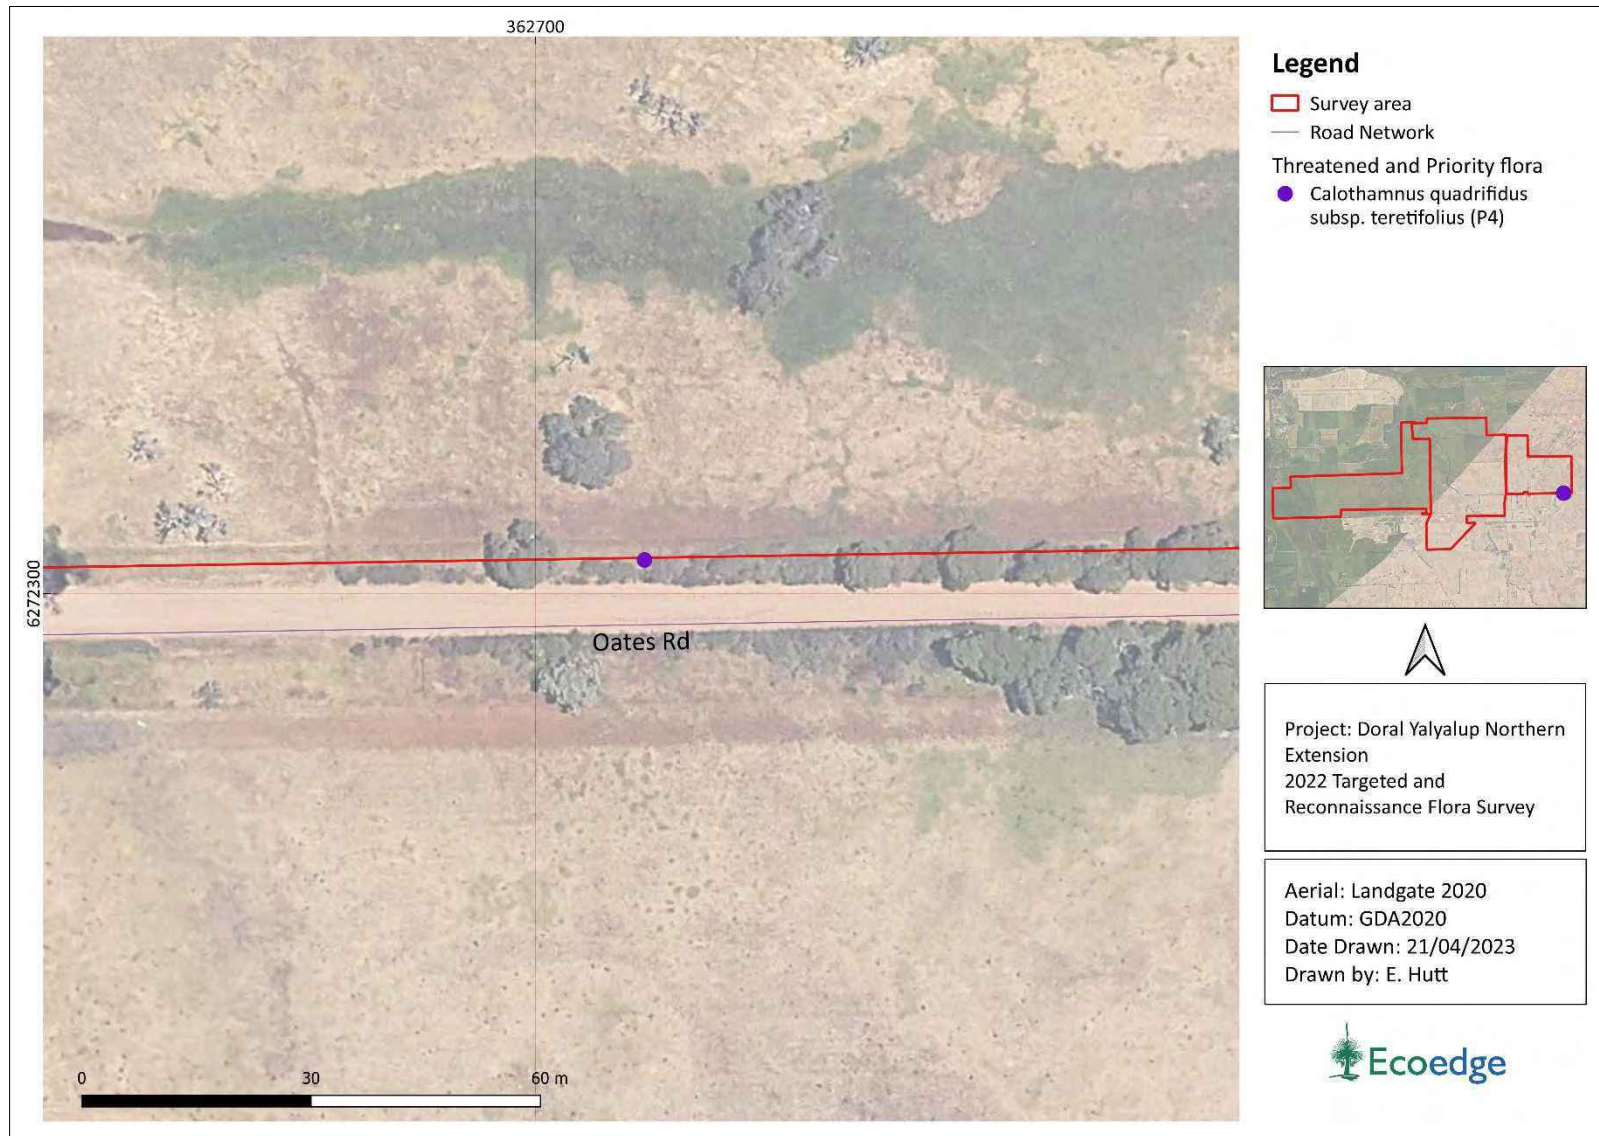 362700
6272300
Oates Rd
0 30 60 m
Legend
Survey area
Road Network
Threatened and Priority flora
Calothamnus quadrifidus
subsp. teretifolius (P4)
Project: Doral Yalyalup Northern
Extension
2022 Targeted and
Reconnaissance Flora Survey
Aerial: Landgate 2020
Datum: GDA2020
Date Drawn: 21/04/2023
Drawn by: E. Hutt
Ecoedge